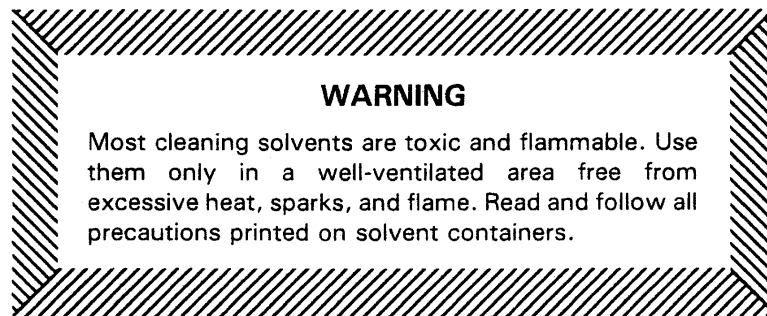 WARNING
Most cleaning solvents are toxic and flammable. Use
them only in a well-ventilated area free from
excessive heat, sparks, and flame. Read and follow all
precautions printed on solvent containers.